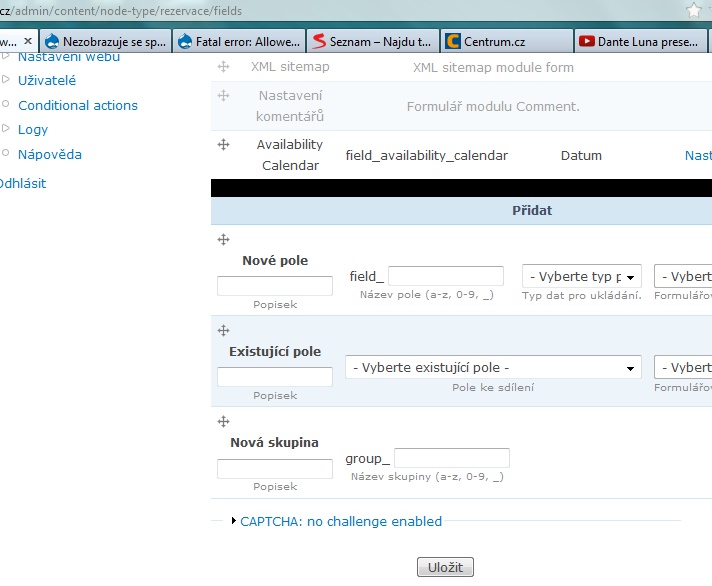 cz/admin/content/node-type/rezervace/fields
w... Nezobrazuje se sp... Fatal error: Allowe... Seznam – Najdu t... Centrum.cz Dante Luna prese...
Nastavení webu
Uživatelé
Conditional actions
Logy
Nápověda
Odhlásit
XML sitemap XML sitemap module form
Nastavení
komentářů Formulář modulu Comment.
Availability
Calendar field_availability_calendar Datum Nast
Přidat
Nové pole
field_ - Vyberte typ p - Vybert
Popisek Název pole (a-z, 0-9, _) Typ dat pro ukládání. Formulářov
Existující pole
- Vyberte existující pole - - Vybert
Popisek Pole ke sdílení Formulářov
Nová skupina
group_
Popisek Název skupiny (a-z, 0-9, _)
CAPTCHA: no challenge enabled
Uložit